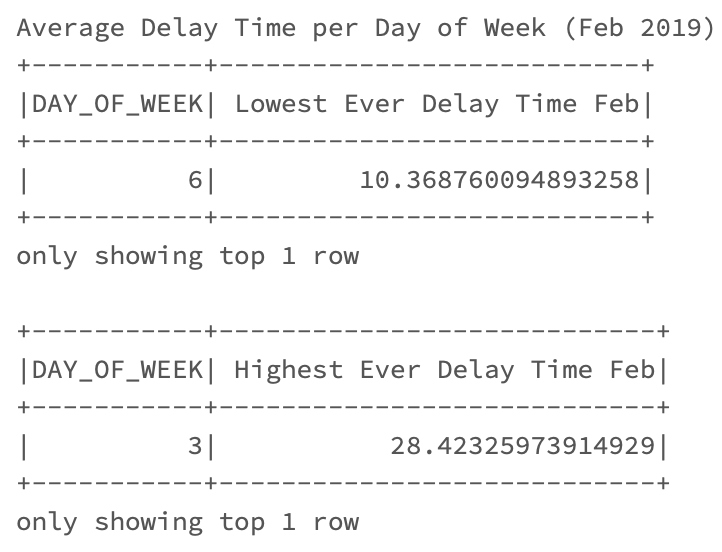 Average Delay Time per Day of Week (Feb 2019)
+-----------+---------------------------+
|DAY_OF_WEEK| Lowest Ever Delay Time Feb|
+-----------+---------------------------+
|          6|         10.368760094893258|
+-----------+---------------------------+
only showing top 1 row

+-----------+----------------------------+
|DAY_OF_WEEK| Highest Ever Delay Time Feb|
+-----------+----------------------------+
|          3|           28.42325973914929|
+-----------+----------------------------+
only showing top 1 row